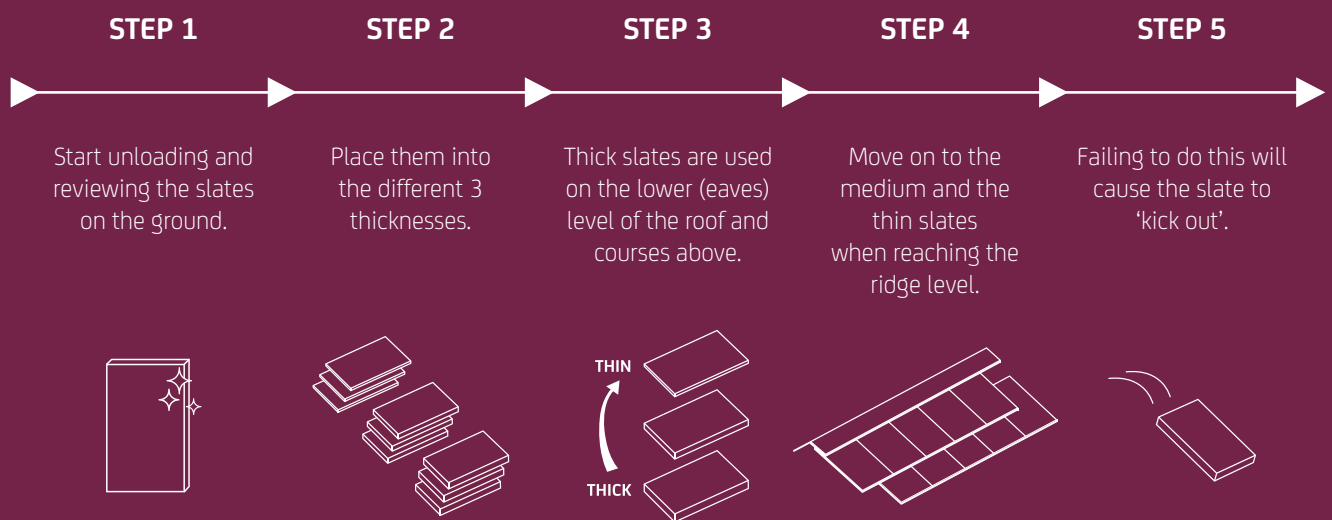 STEP 1
Start unloading and
reviewing the slates
on the ground.
STEP 2
Place them into
the different 3
thicknesses.
STEP 3
Thick slates are used
on the lower (eaves)
level of the roof and
courses above.
STEP 4
Move on to the
medium and the
thin slates
when reaching the
ridge level.
STEP 5
Failing to do this will
cause the slate to
‘kick out’.
THIN
THICK